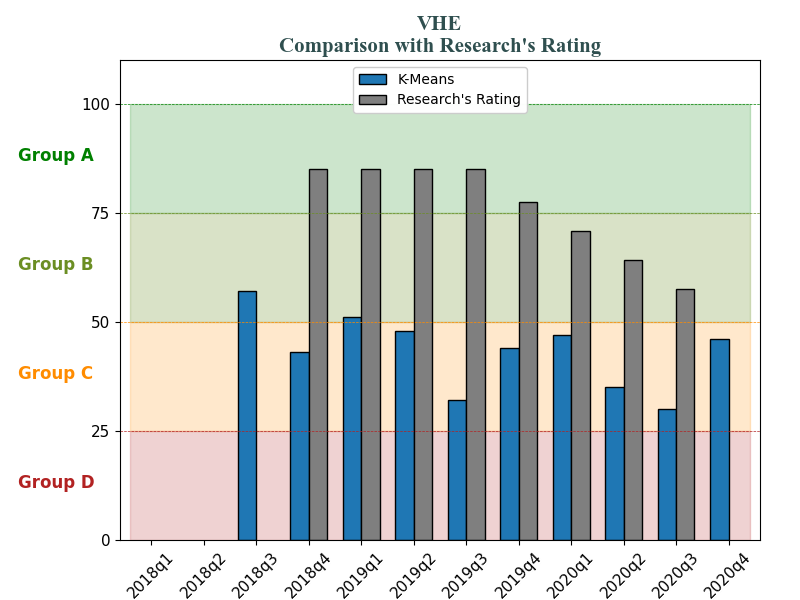 VHE
Comparison with Research's Rating
K-Means
Research's Rating
100
Group A
75
Group B
50
Group C
25
Group D
0
2018q1
2018q2
2018q3
2018q4
2019q1
2019q2
2019q3
2019q4
2020q1
2020q2
2020q3
2020q4